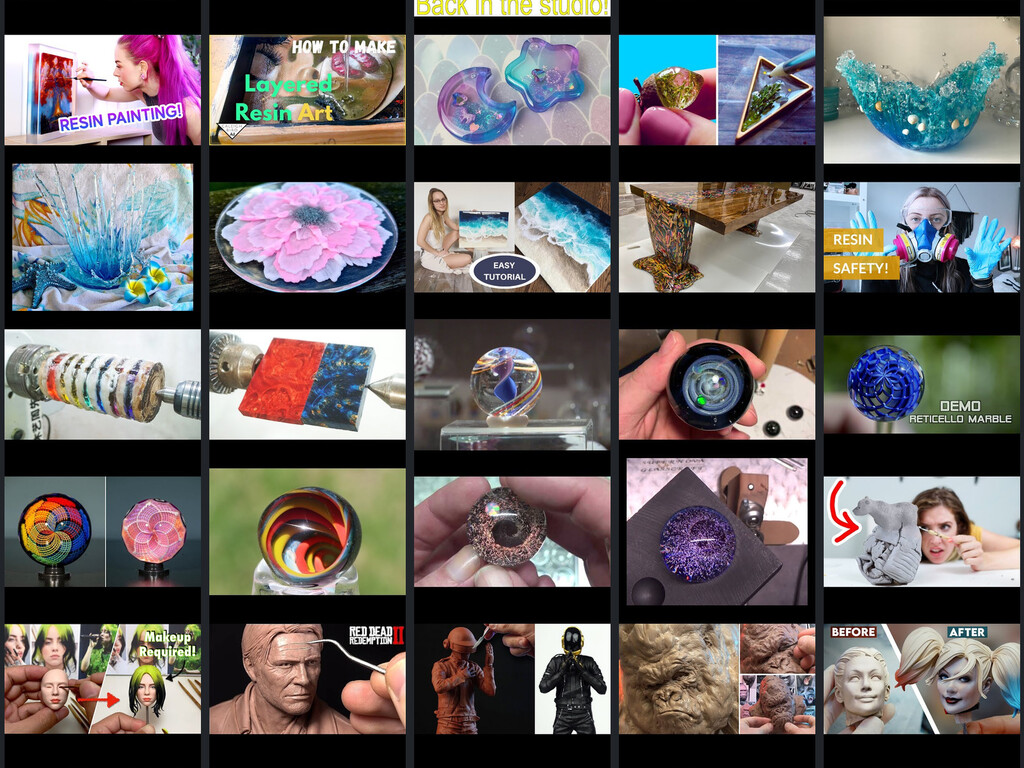 Back in the studio!
RESIN PAINTING!
HOW TO MAKE
Layered
Resin Art
EASY
TUTORIAL
RESIN
SAFETY!
DEMO
RETICELLO MARBLE
Makeup
Required!
RED DEAD
REDEMPTION II
BEFORE
AFTER